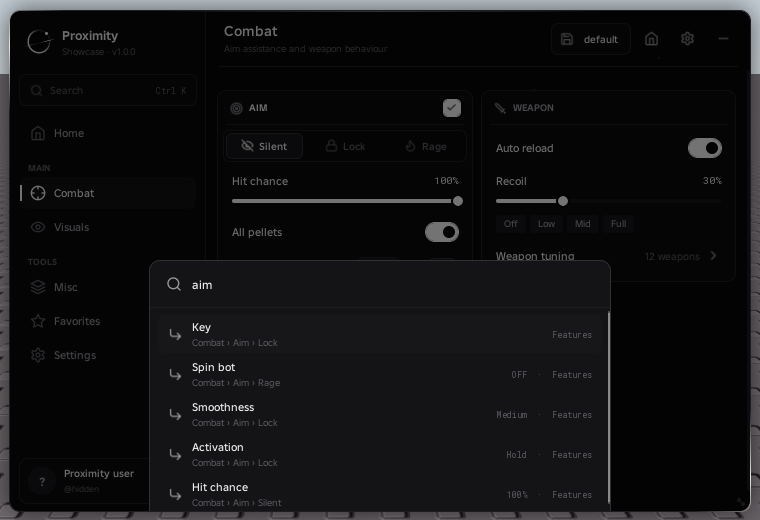 Proximity
Showcase · v1.0.0
Search
Ctrl K
Home
MAIN
Combat
Visuals
TOOLS
Misc
Favorites
Settings
?
Proximity user
@hidden
Combat
Aim assistance and weapon behaviour
default
AIM
Silent
Lock
Rage
Hit chance
100%
All pellets
WEAPON
Auto reload
Recoil
30%
Off
Low
Mid
Full
Weapon tuning
12 weapons
aim
Key
Features
Combat › Aim › Lock
Spin bot
OFF · Features
Combat › Aim › Rage
Smoothness
Medium · Features
Combat › Aim › Lock
Activation
Hold · Features
Combat › Aim › Lock
Hit chance
100% · Features
Combat › Aim › Silent